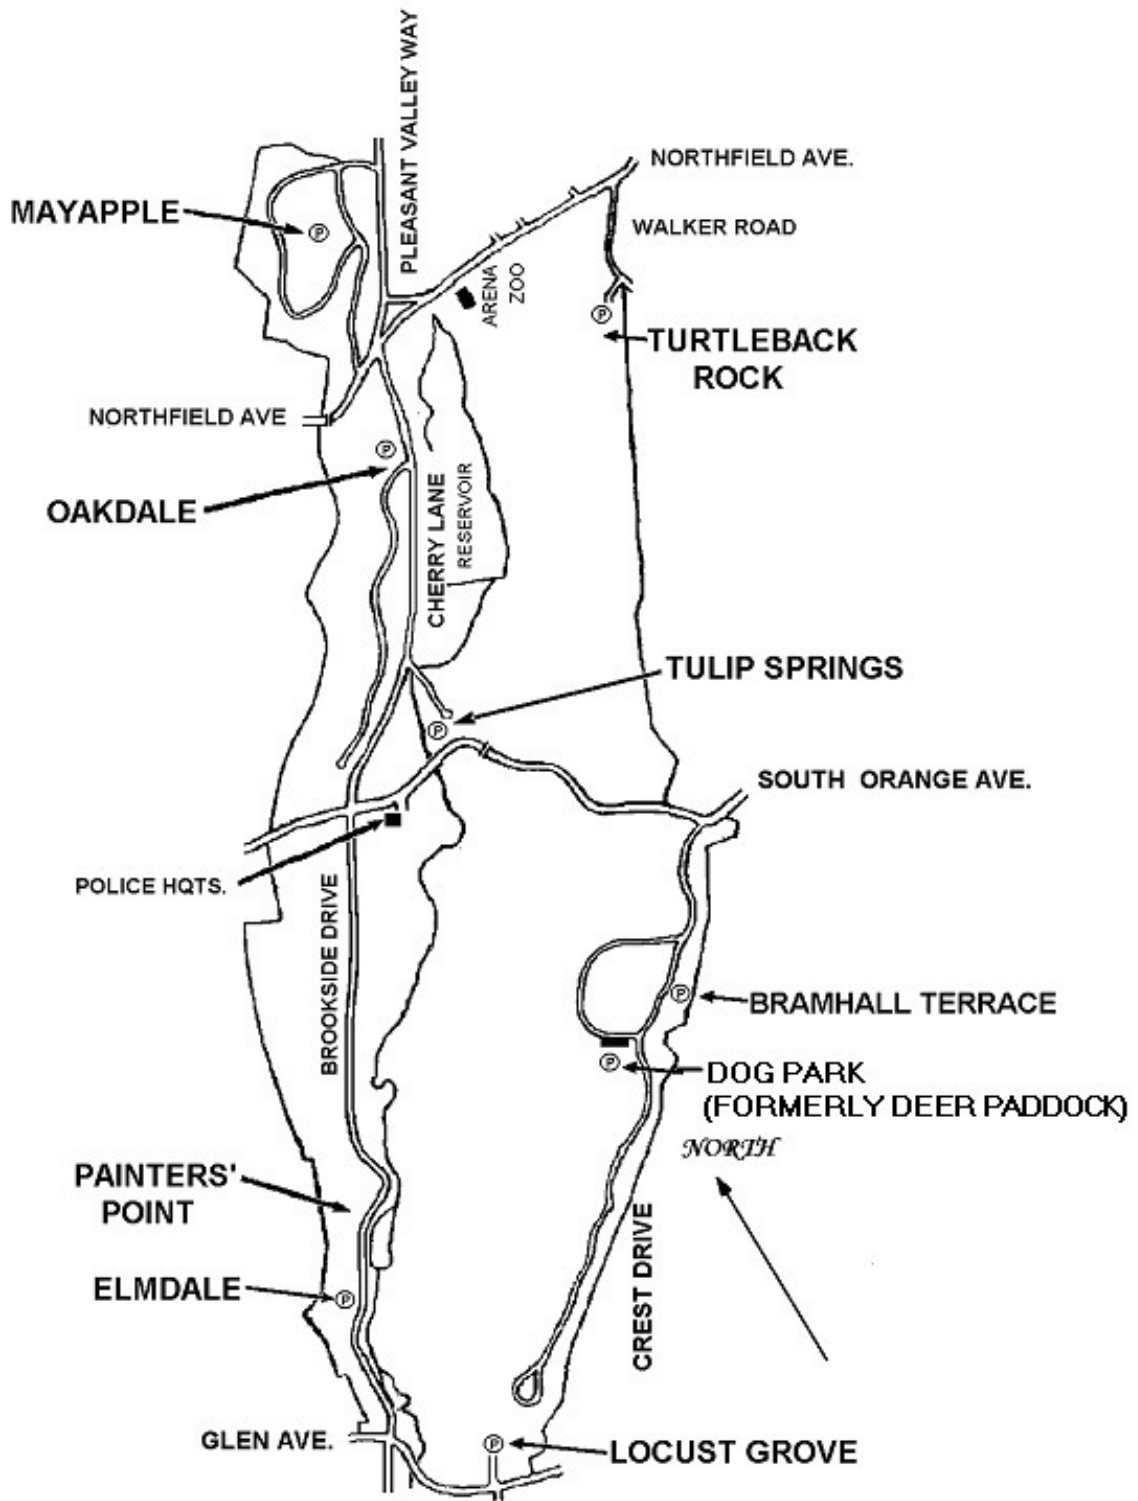 PLEASANT VALLEY WAY
NORTHFIELD AVE.
MAYAPPLE
P
WALKER ROAD
ARENA
ZOO
P
TURTLEBACK
ROCK
NORTHFIELD AVE
P
OAKDALE
CHERRY LANE
RESERVOIR
TULIP SPRINGS
P
SOUTH ORANGE AVE.
POLICE HQTS.
BROOKSIDE DRIVE
P
BRAMHALL TERRACE
P
DOG PARK
(FORMERLY DEER PADDOCK)
NORTH
PAINTERS'
POINT
CREST DRIVE
ELMDALE
P
GLEN AVE.
P
LOCUST GROVE